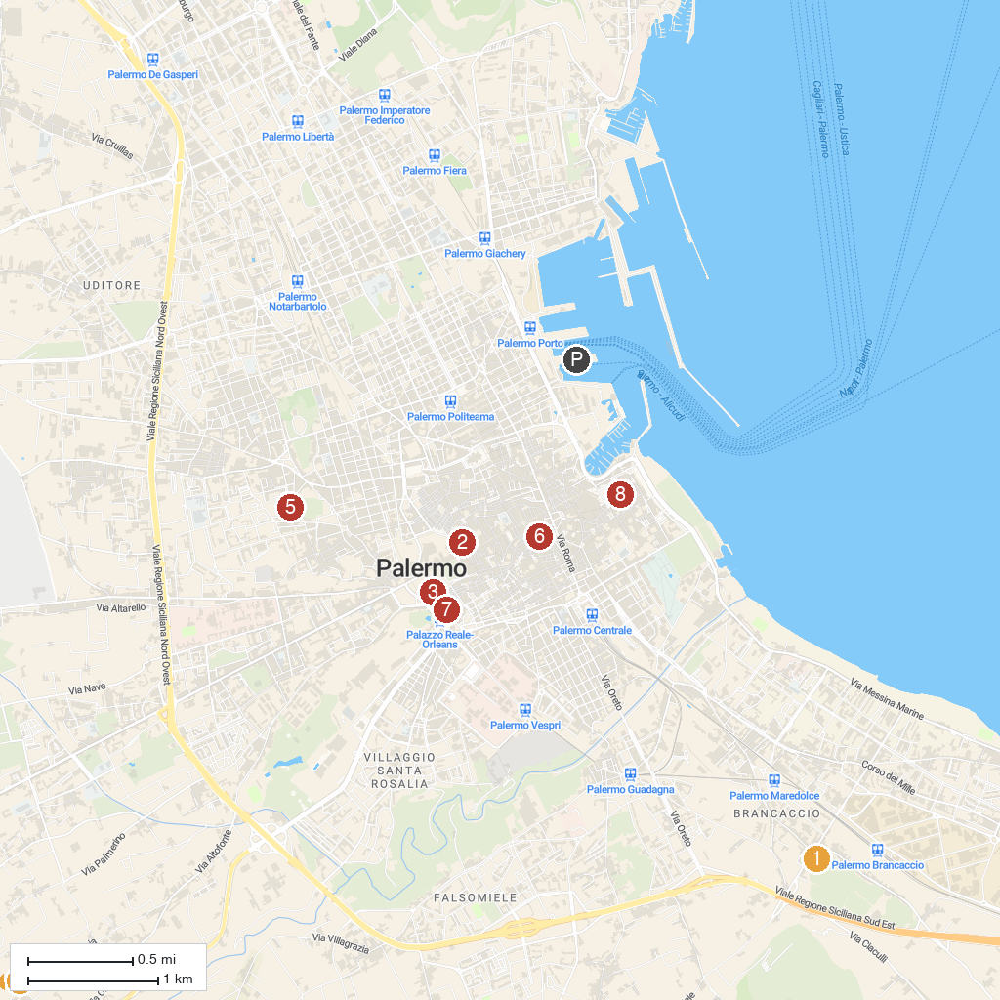 Viale del Fante
Viale Diana
Palermo De Gasperi
Palermo Imperatore
Federico
Palermo Libertà
Via Cruillas
Palermo Fiera
Cagliari - Palermo
Palermo - Ustica
Palermo Giachery
UDITORE
Palermo
Notarbartolo
Palermo Porto
P
Viale Regione Siciliana Nord Ovest
Palermo Politeama
5
8
6
2
Via Roma
Palermo
3
7
Via Altarello
Palermo Centrale
Palazzo Reale-
Orleans
Viale Regione Siciliana Nord Ovest
Via Nave
Via Oreto
Via Messina Marine
Palermo Vespri
VILLAGGIO
SANTA
ROSALIA
Corso dei Mille
Palermo Guadagna
Palermo Maredolce
BRANCACCIO
Via Oreto
Via Palmerino
Via Altofonte
1
Palermo Brancaccio
FALSOMIELE
Viale Regione Siciliana Sud Est
Via Villagrazia
Via Ciaculli
0.5 mi
1 km